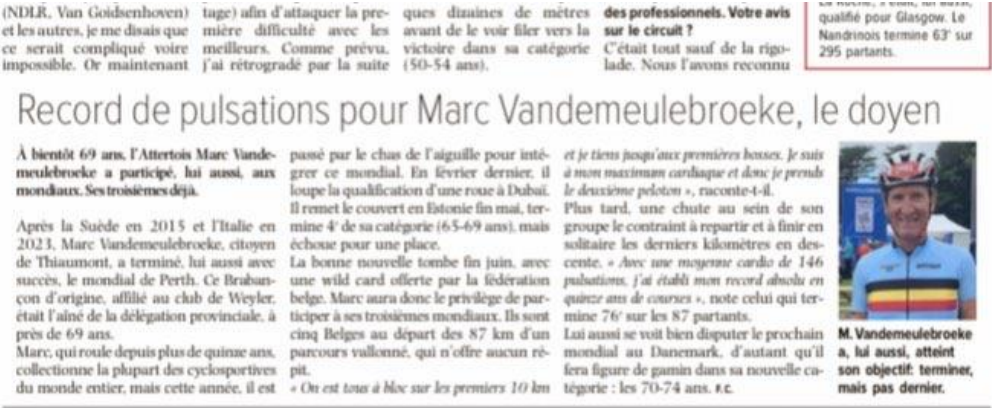 (NDLR, Van Goidsenhoven)
et les autres, je me disais que
ce serait compliqué voire
impossible. Or maintenant
tage) afin d'attaquer la pre-
mière difficulté avec les
meilleurs. Comme prévu,
j'ai rétrogradé par la suite
ques dizaines de mètres
avant de le voir filer vers la
victoire dans sa catégorie
(50-54 ans).
des professionnels. Votre avis
sur le circuit ?
C'était tout sauf de la rigo-
lade. Nous l'avons reconnu
qualifié pour Glasgow. Le
Nandrinois termine 63e sur
295 partants.
Record de pulsations pour Marc Vandemeulebroeke, le doyen
À bientôt 69 ans, l'Attertois Marc Vande-
meulebroeke a participé, lui aussi, aux
mondiaux. Ses troisièmes déjà.
Après la Suède en 2015 et l'Italie en
2023, Marc Vandemeulebroeke, citoyen
de Thiaumont, a terminé, lui aussi avec
succès, le mondial de Perth. Ce Braban-
çon d'origine, affilié au club de Weyler,
était l'aîné de la délégation provinciale, à
près de 69 ans.
Marc, qui roule depuis plus de quinze ans,
collectionne la plupart des cyclosportives
du monde entier, mais cette année, il est
passé par le chas de l'aiguille pour inté-
grer ce mondial. En février dernier, il
loupe la qualification d'une roue à Dubaï.
Il remet le couvert en Estonie fin mai, ter-
mine 4e de sa catégorie (65-69 ans), mais
échoue pour une place.
La bonne nouvelle tombe fin juin, avec
une wild card offerte par la fédération
belge. Marc aura donc le privilège de par-
ticiper à ses troisièmes mondiaux. Ils sont
cinq Belges au départ des 87 km d'un
parcours vallonné, qui n'offre aucun ré-
pit.
« On est tous à bloc sur les premiers 10 km
et je tiens jusqu'aux premières bosses. Je suis
à mon maximum cardiaque et donc je prends
le deuxième peloton », raconte-t-il.
Plus tard, une chute au sein de son
groupe le contraint à repartir et à finir en
solitaire les derniers kilomètres en des-
cente. « Avec une moyenne cardio de 146
pulsations, j'ai établi mon record absolu en
quinze ans de courses », note celui qui ter-
mine 76e sur les 87 partants.
Lui aussi se voit bien disputer le prochain
mondial au Danemark, d'autant qu'il
fera figure de gamin dans sa nouvelle ca-
tégorie : les 70-74 ans. F.C.
M. Vandemeulebroeke
a, lui aussi, atteint
son objectif: terminer,
mais pas dernier.